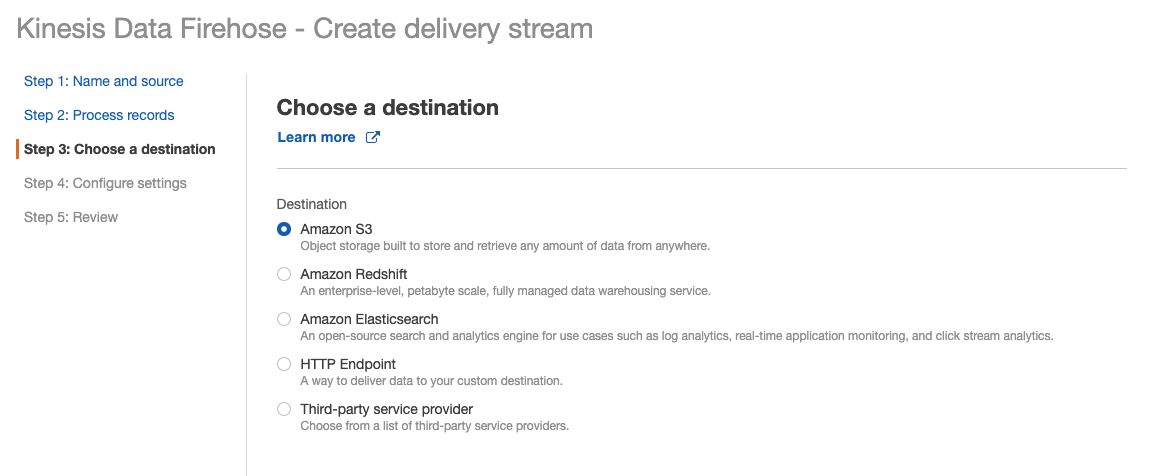 Kinesis Data Firehose - Create delivery stream
Step 1: Name and source
Step 2: Process records
Step 3: Choose a destination
Step 4: Configure settings
Step 5: Review
Choose a destination
Learn more
Destination
Amazon S3
Object storage built to store and retrieve any amount of data from anywhere.
Amazon Redshift
An enterprise-level, petabyte scale, fully managed data warehousing service.
Amazon Elasticsearch
An open-source search and analytics engine for use cases such as log analytics, real-time application monitoring, and click stream analytics.
HTTP Endpoint
A way to deliver data to your custom destination.
Third-party service provider
Choose from a list of third-party service providers.